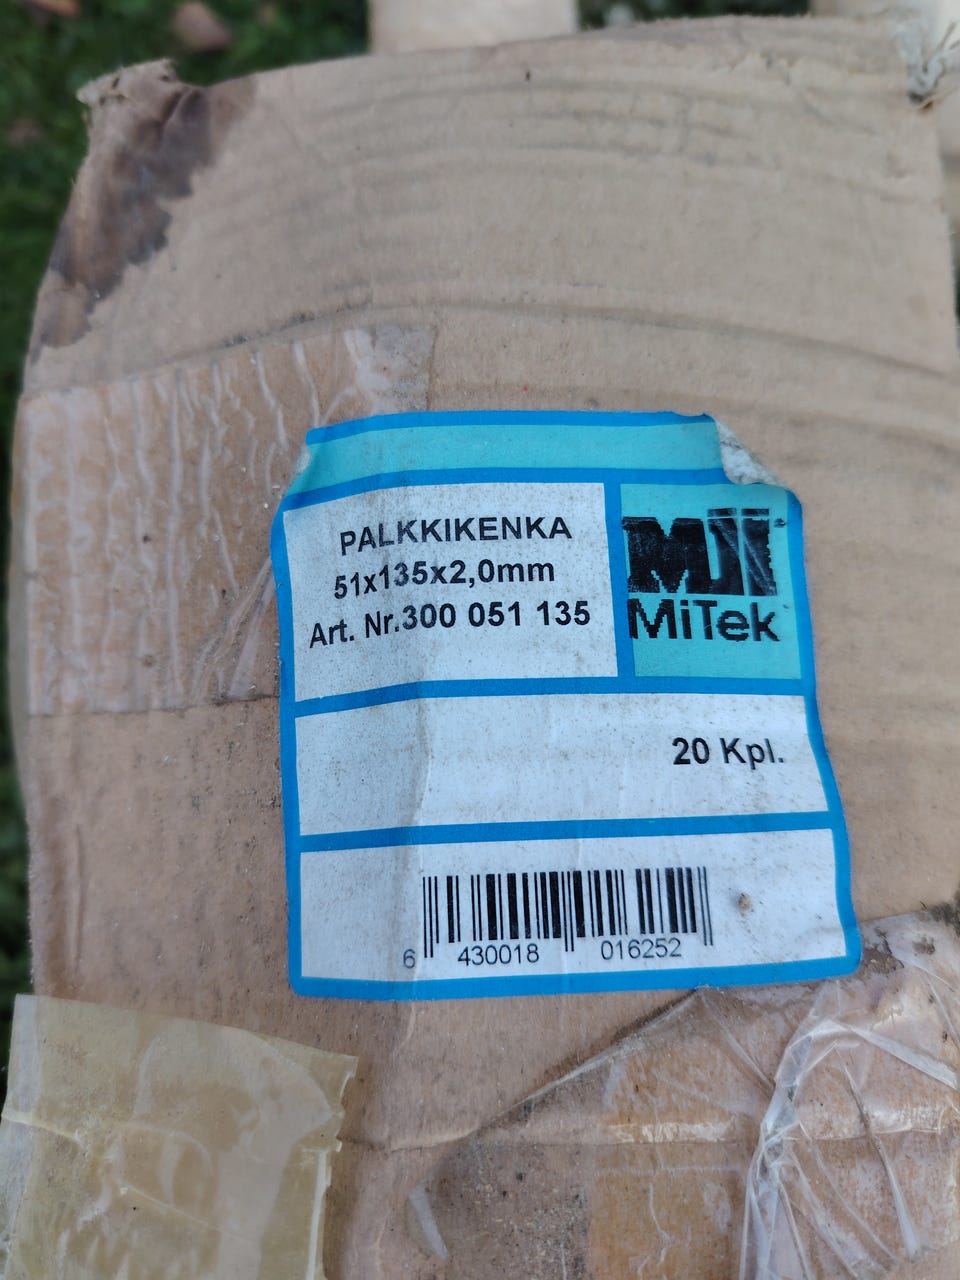 PALKKIKENKA
51x135x2,0mm
Art. Nr.300 051 135
MiTek
20 Kpl.
6 430018 016252